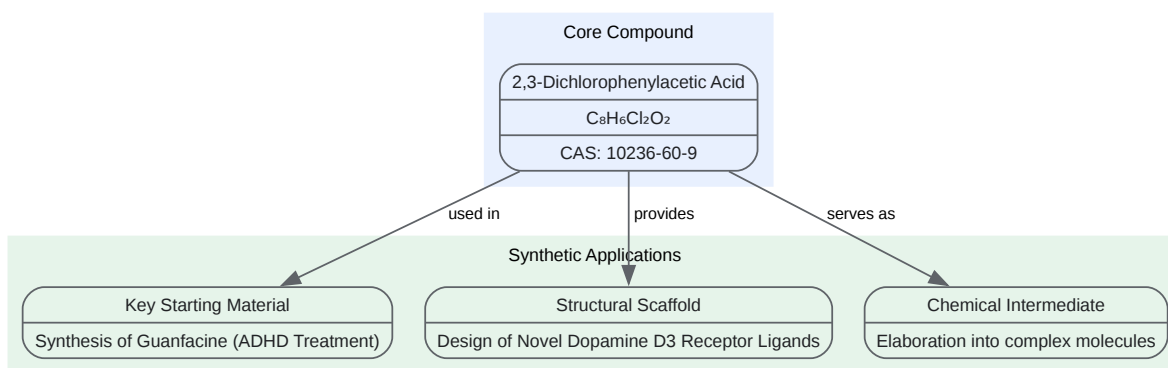 Core Compound
2,3-Dichlorophenylacetic Acid
C₈H₆Cl₂O₂
CAS: 10236-60-9
used in
provides
serves as
Synthetic Applications
Key Starting Material
Synthesis of Guanfacine (ADHD Treatment)
Structural Scaffold
Design of Novel Dopamine D3 Receptor Ligands
Chemical Intermediate
Elaboration into complex molecules